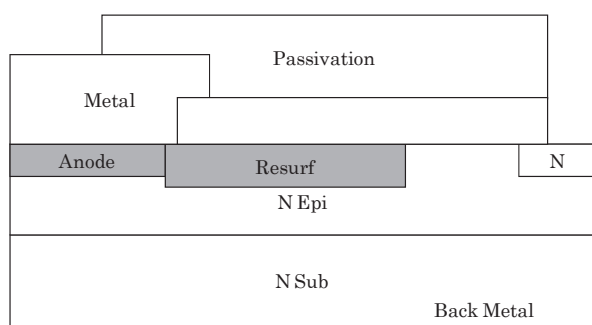 Passivation
Metal
Anode
Resurf
N
N Epi
N Sub
Back Metal